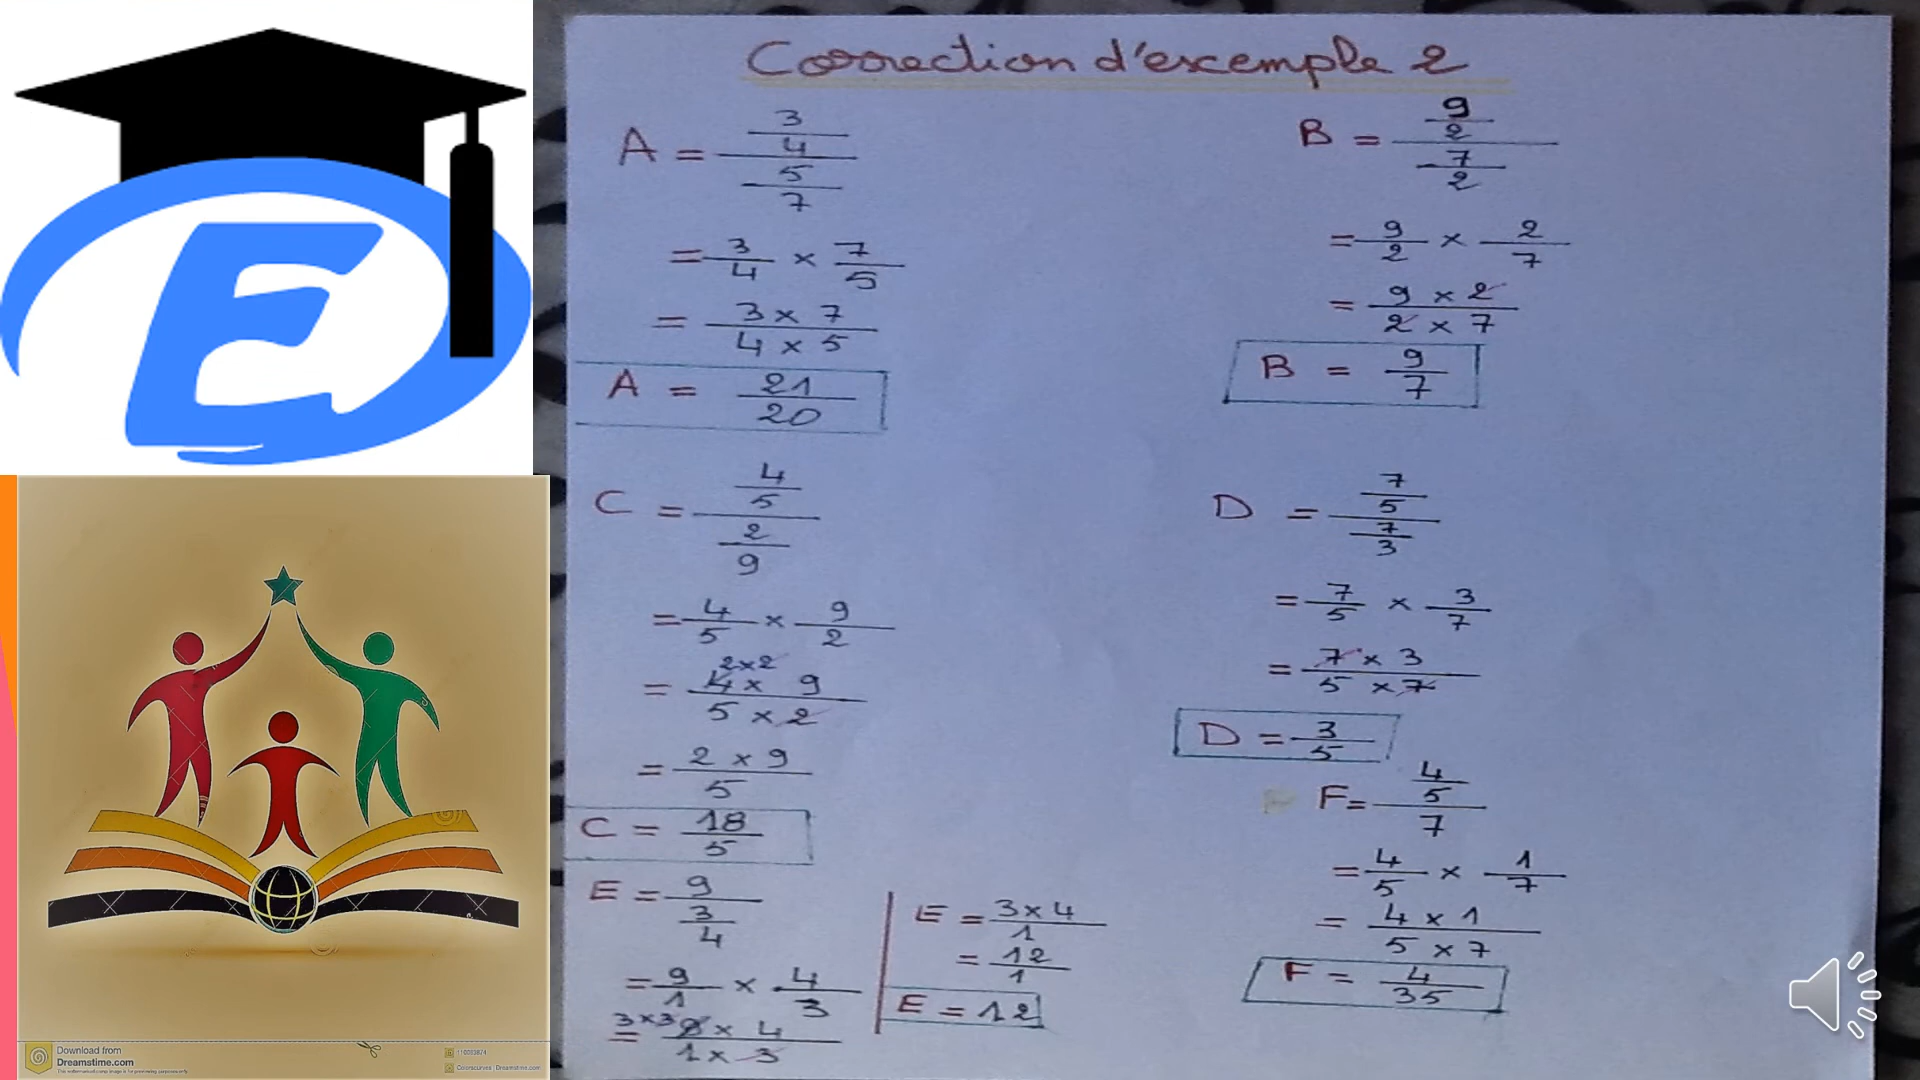 E
Correction d'exemple 2
A = 3/4 / 5/7
= 3/4 × 7/5
= 3 × 7 / 4 × 5
A = 21/20
B = 9/2 / 7/2
= 9/2 × 2/7
= 9 × 2 / 2 × 7
B = 9/7
C = 4/5 / 2/9
= 4/5 × 9/2
2×2
= 4 × 9 / 5 × 2
= 2 × 9 / 5
C = 18/5
D = 7/5 / 7/3
= 7/5 × 3/7
= 7 × 3 / 5 × 7
D = 3/5
E = 9 / 3/4
= 9/1 × 4/3
3×3
= 9 × 4 / 1 × 3
E = 3×4 / 1
= 12/1
E = 12
F = 4/5 / 7
= 4/5 × 1/7
= 4 × 1 / 5 × 7
F = 4/35
Download from
Dreamstime.com